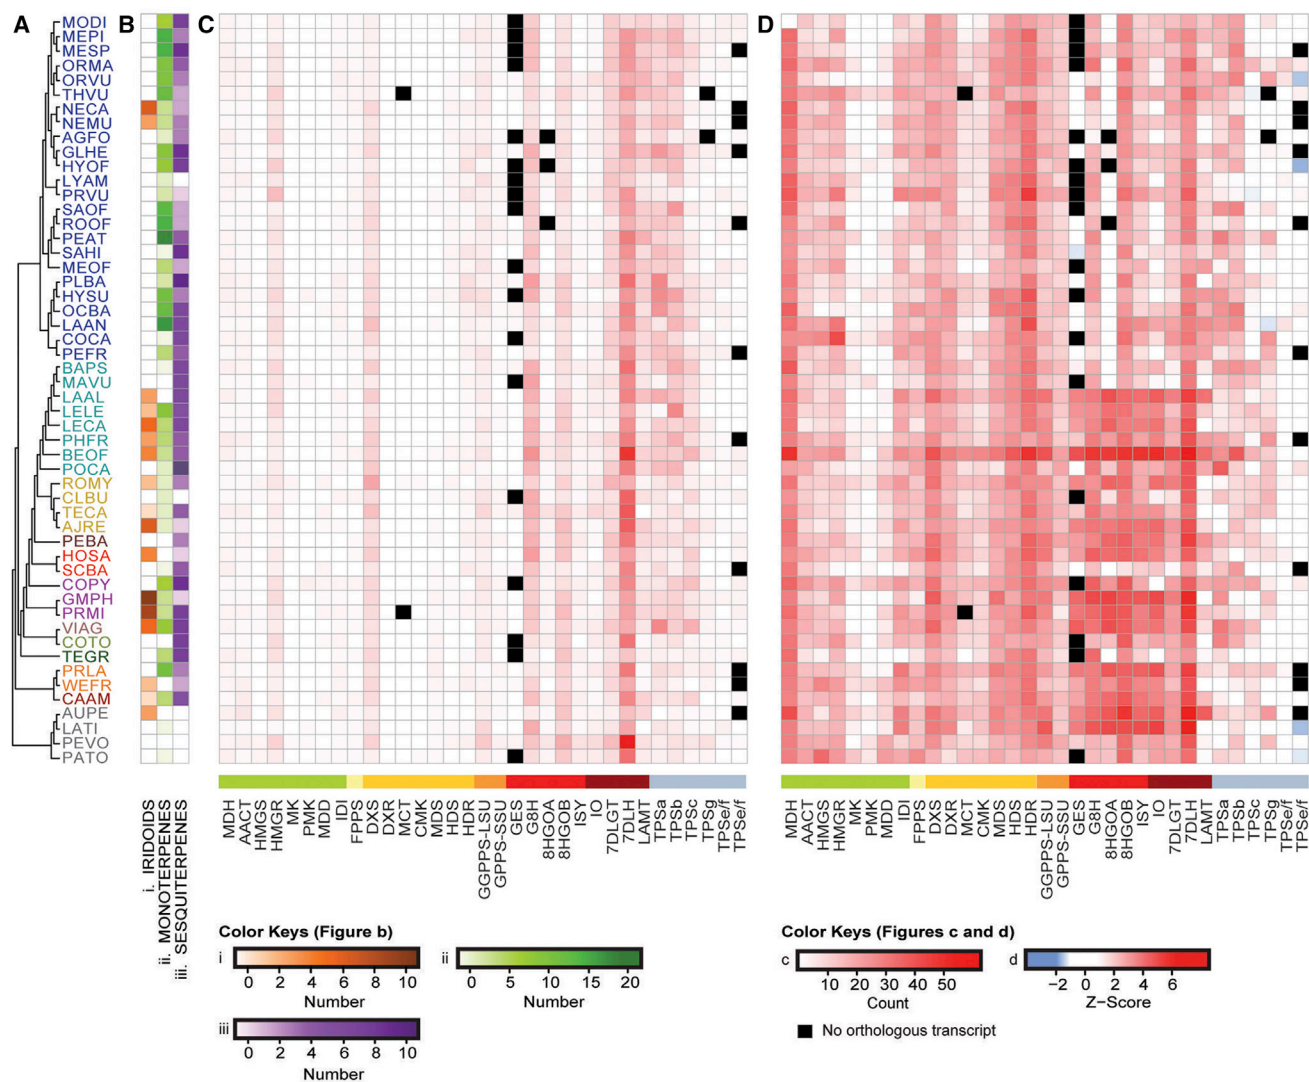 A
B
C
D
MODI
MEPI
MESP
ORMA
ORVU
THVU
NECA
NEMU
AGFO
GLHE
HYOF
LYAM
PRVU
SAOF
ROOF
PEAT
SAHI
MEOF
PLBA
HYSU
OCBA
LAAN
COCA
PEFR
BAPS
MAVU
LAAL
LELE
LECA
PHFR
BEOF
POCA
ROMY
CLBU
TECA
AJRE
PEBA
HOSA
SCBA
COPY
GMPH
PRMI
VIAG
COTO
TEGR
PRLA
WEFR
CAAM
AUPE
LATI
PEVO
PATO
i. IRIDOIDS
ii. MONOTERPENES
iii. SESQUITERPENES
MDH
AACT
HMGS
HMGR
MK
PMK
MDD
IDI
FPPS
DXS
DXR
MCT
CMK
MDS
HDS
HDR
GGPPS-LSU
GPPS-SSU
GES
G8H
8HGOA
8HGOB
ISY
IO
7DLGT
7DLH
LAMT
TPSa
TPSb
TPSc
TPSg
TPSe/f
TPSe/f
MDH
AACT
HMGS
HMGR
MK
PMK
MDD
IDI
FPPS
DXS
DXR
MCT
CMK
MDS
HDS
HDR
GGPPS-LSU
GPPS-SSU
GES
G8H
8HGOA
8HGOB
ISY
IO
7DLGT
7DLH
LAMT
TPSa
TPSb
TPSc
TPSg
TPSe/f
TPSe/f
Color Keys (Figure b)
i
0 2 4 6 8 10
Number
ii
0 5 10 15 20
Number
iii
0 2 4 6 8 10
Number
Color Keys (Figures c and d)
c
10 20 30 40 50
Count
d
−2 0 2 4 6
Z−Score
No orthologous transcript